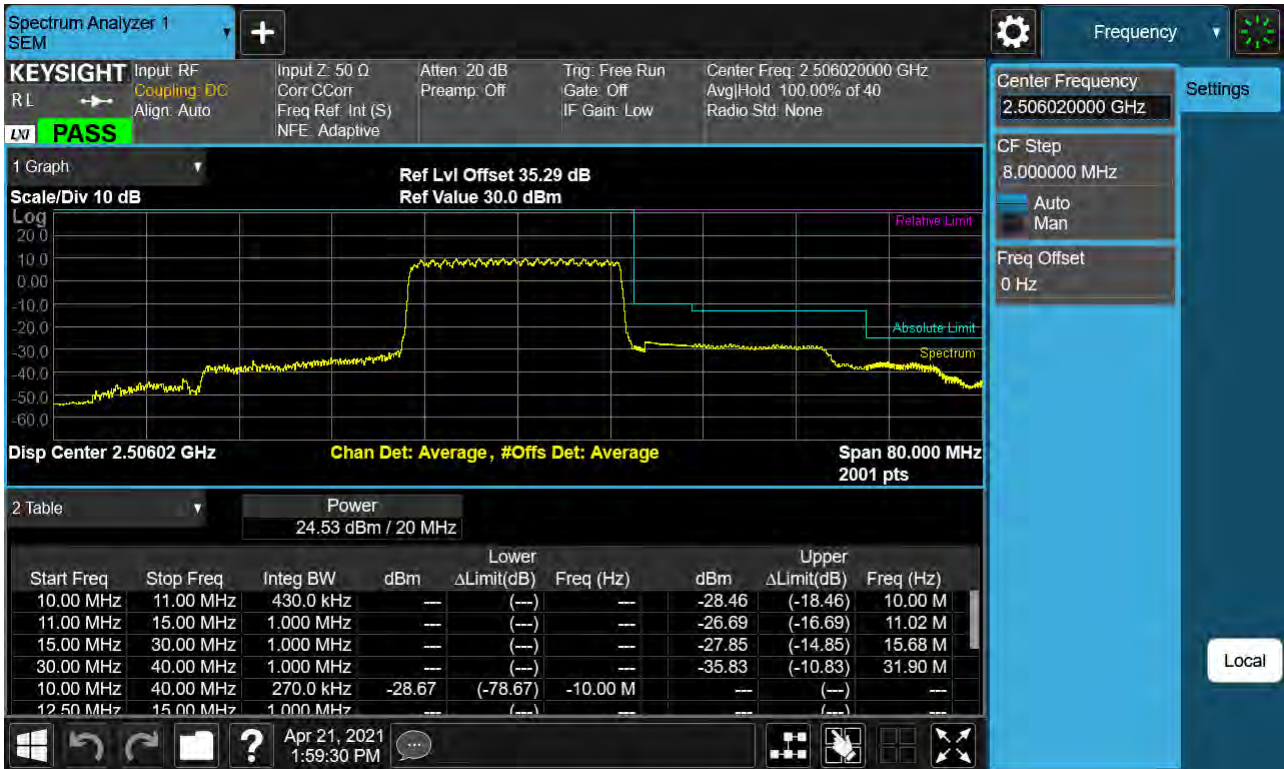 Spectrum Analyzer 1
SEM
+
Frequency
KEYSIGHT
R L
LXI
PASS
Input: RF
Coupling: DC
Align: Auto
Input Z: 50 Ω
Corr CCorr
Freq Ref: Int (S)
NFE: Adaptive
Atten: 20 dB
Preamp: Off
Trig: Free Run
Gate: Off
IF Gain: Low
Center Freq: 2.506020000 GHz
Avg|Hold: 100.00% of 40
Radio Std: None
Center Frequency
2.506020000 GHz
Settings
CF Step
8.000000 MHz
Auto
Man
Freq Offset
0 Hz
1 Graph
Scale/Div 10 dB
Ref Lvl Offset 35.29 dB
Ref Value 30.0 dBm
Log
20.0
10.0
0.00
-10.0
-20.0
-30.0
-40.0
-50.0
-60.0
Relative Limit
Absolute Limit
Spectrum
Disp Center 2.50602 GHz
Chan Det: Average, #Offs Det: Average
Span 80.000 MHz
2001 pts
2 Table
Power
24.53 dBm / 20 MHz
Lower Upper
Start Freq Stop Freq Integ BW dBm ΔLimit(dB) Freq (Hz) dBm ΔLimit(dB) Freq (Hz)
10.00 MHz 11.00 MHz 430.0 kHz --- (---) --- -28.46 (-18.46) 10.00 M
11.00 MHz 15.00 MHz 1.000 MHz --- (---) --- -26.69 (-16.69) 11.02 M
15.00 MHz 30.00 MHz 1.000 MHz --- (---) --- -27.85 (-14.85) 15.68 M
30.00 MHz 40.00 MHz 1.000 MHz --- (---) --- -35.83 (-10.83) 31.90 M
10.00 MHz 40.00 MHz 270.0 kHz -28.67 (-78.67) -10.00 M --- (---) ---
12.50 MHz 15.00 MHz 1.000 MHz --- (---) --- --- (---) ---
Local
?
Apr 21, 2021
1:59:30 PM